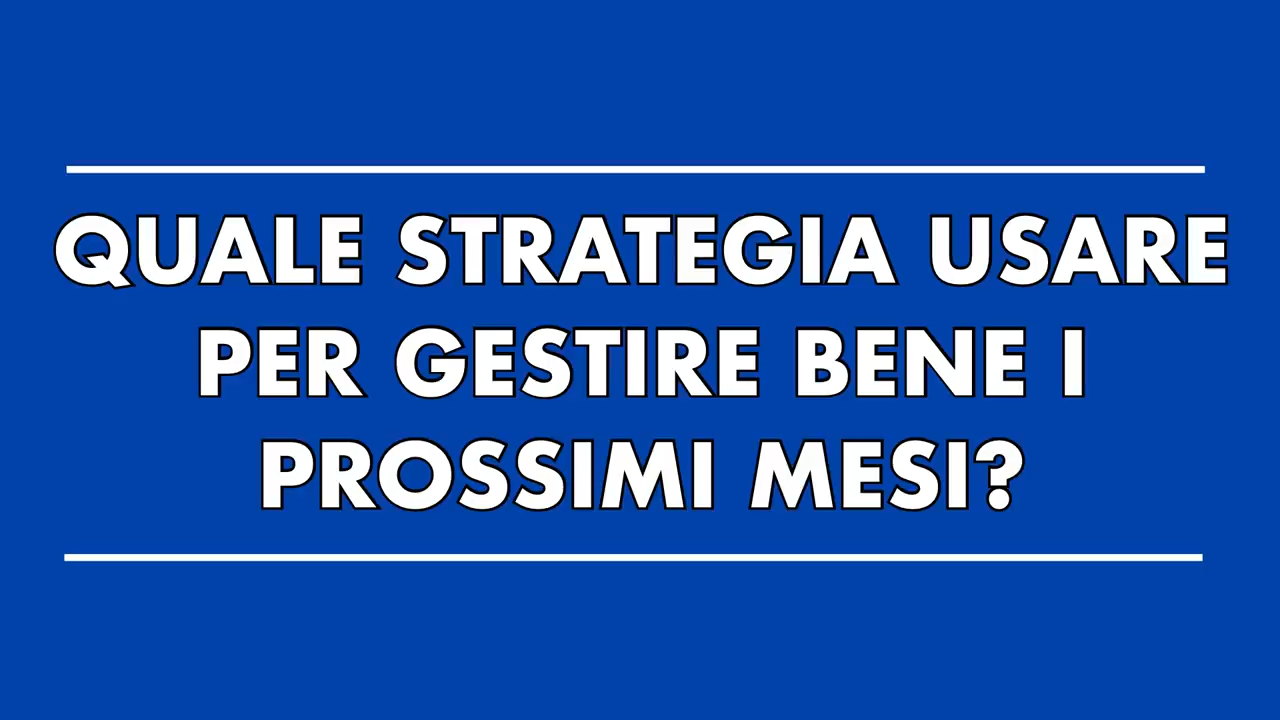 QUALE STRATEGIA USARE
PER GESTIRE BENE I
PROSSIMI MESI?